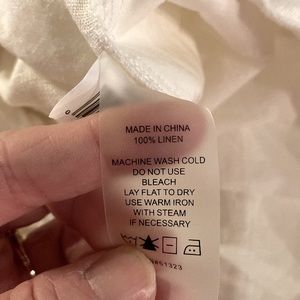 MADE IN CHINA
100% LINEN
MACHINE WASH COLD
DO NOT USE
BLEACH
LAY FLAT TO DRY
USE WARM IRON
WITH STEAM
IF NECESSARY